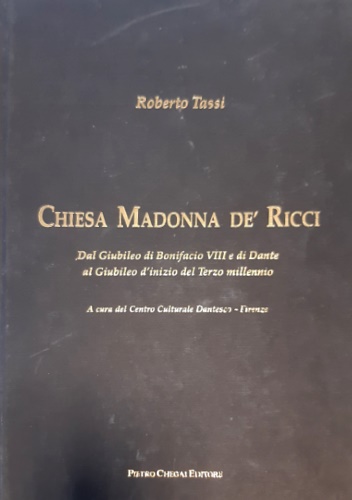 Roberto Tassi
CHIESA MADONNA DE' RICCI
Dal Giubileo di Bonifacio VIII e di Dante
al Giubileo d'inizio del Terzo millennio
A cura del Centro Culturale Dantesco - Firenze
PIETRO CHEGAI EDITORE